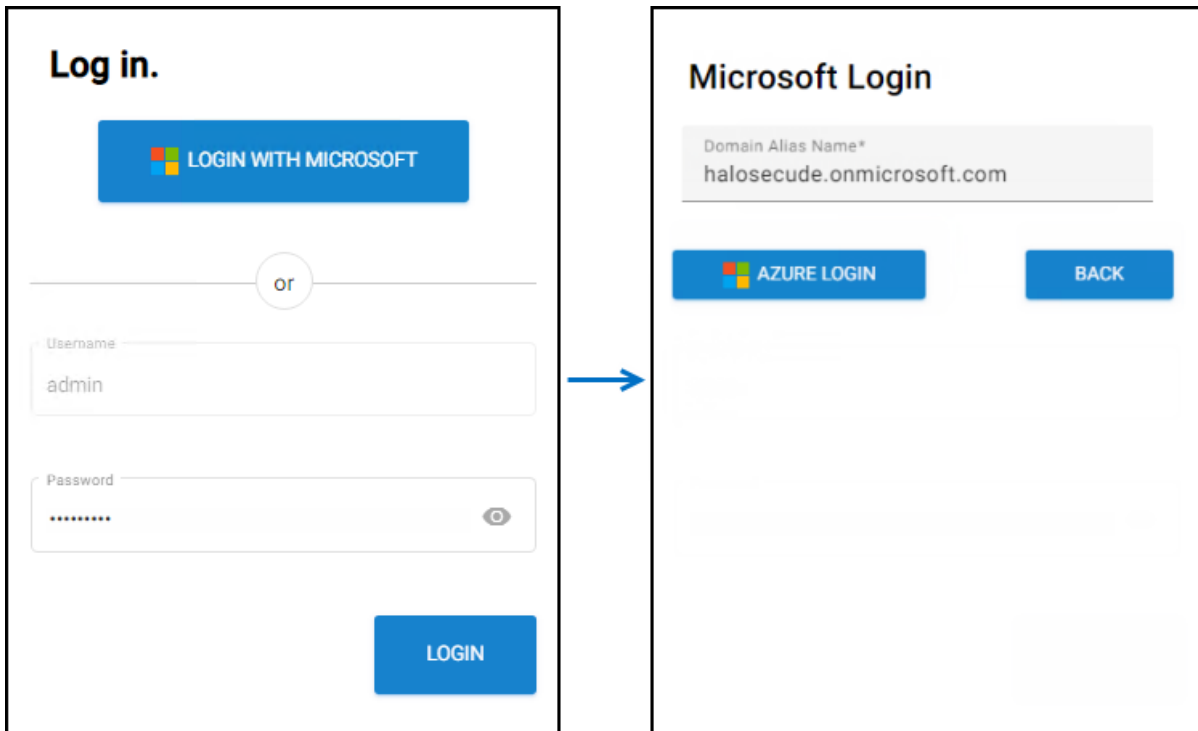 Log in.
LOGIN WITH MICROSOFT
or
Username
admin
Password
•••••••••
LOGIN
Microsoft Login
Domain Alias Name*
halosecude.onmicrosoft.com
AZURE LOGIN
BACK